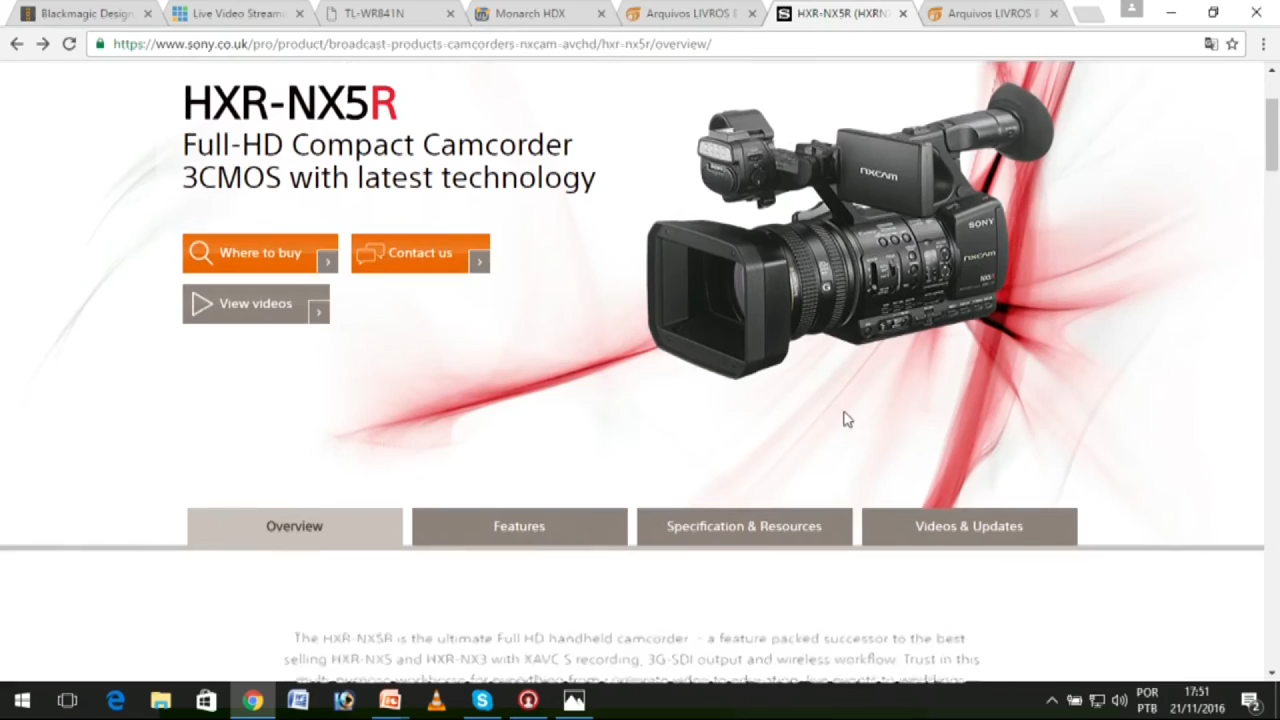 Blackmagic Design
Live Video Streami
TL-WR841N
Monarch HDX
Arquivos LIVROS E
HXR-NX5R (HXRN
Arquivos LIVROS E
https://www.sony.co.uk/pro/product/broadcast-products-camcorders-nxcam-avchd/hxr-nx5r/overview/
HXR-NX5R
Full-HD Compact Camcorder
3CMOS with latest technology
NXCAM
SONY
NXCAM
NX5R
G
Where to buy
Contact us
View videos
Overview
Features
Specification & Resources
Videos & Updates
The HXR-NX5R is the ultimate Full HD handheld camcorder - a feature packed successor to the best
selling HXR-NX5 and HXR-NX3 with XAVC S recording, 3G-SDI output and wireless workflow. Trust in this
POR
PTB
17:51
21/11/2016
2